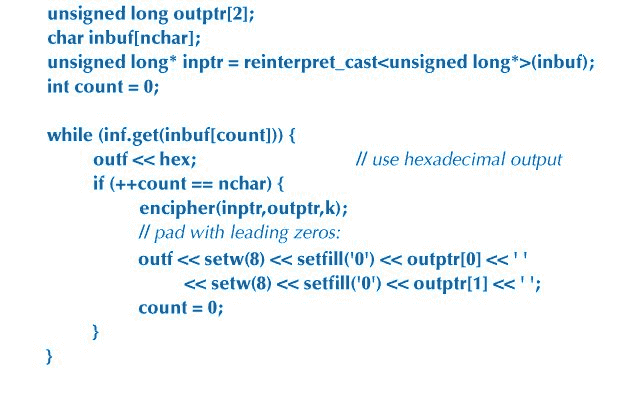 unsigned long outptr[2];
char inbuf[nchar];
unsigned long* inptr = reinterpret_cast<unsigned long*>(inbuf);
int count = 0;

while (inf.get(inbuf[count])) {
outf << hex; // use hexadecimal output
if (++count == nchar) {
encipher(inptr,outptr,k);
// pad with leading zeros:
outf << setw(8) << setfill('0') << outptr[0] << ' '
<< setw(8) << setfill('0') << outptr[1] << ' ';
count = 0;
}
}